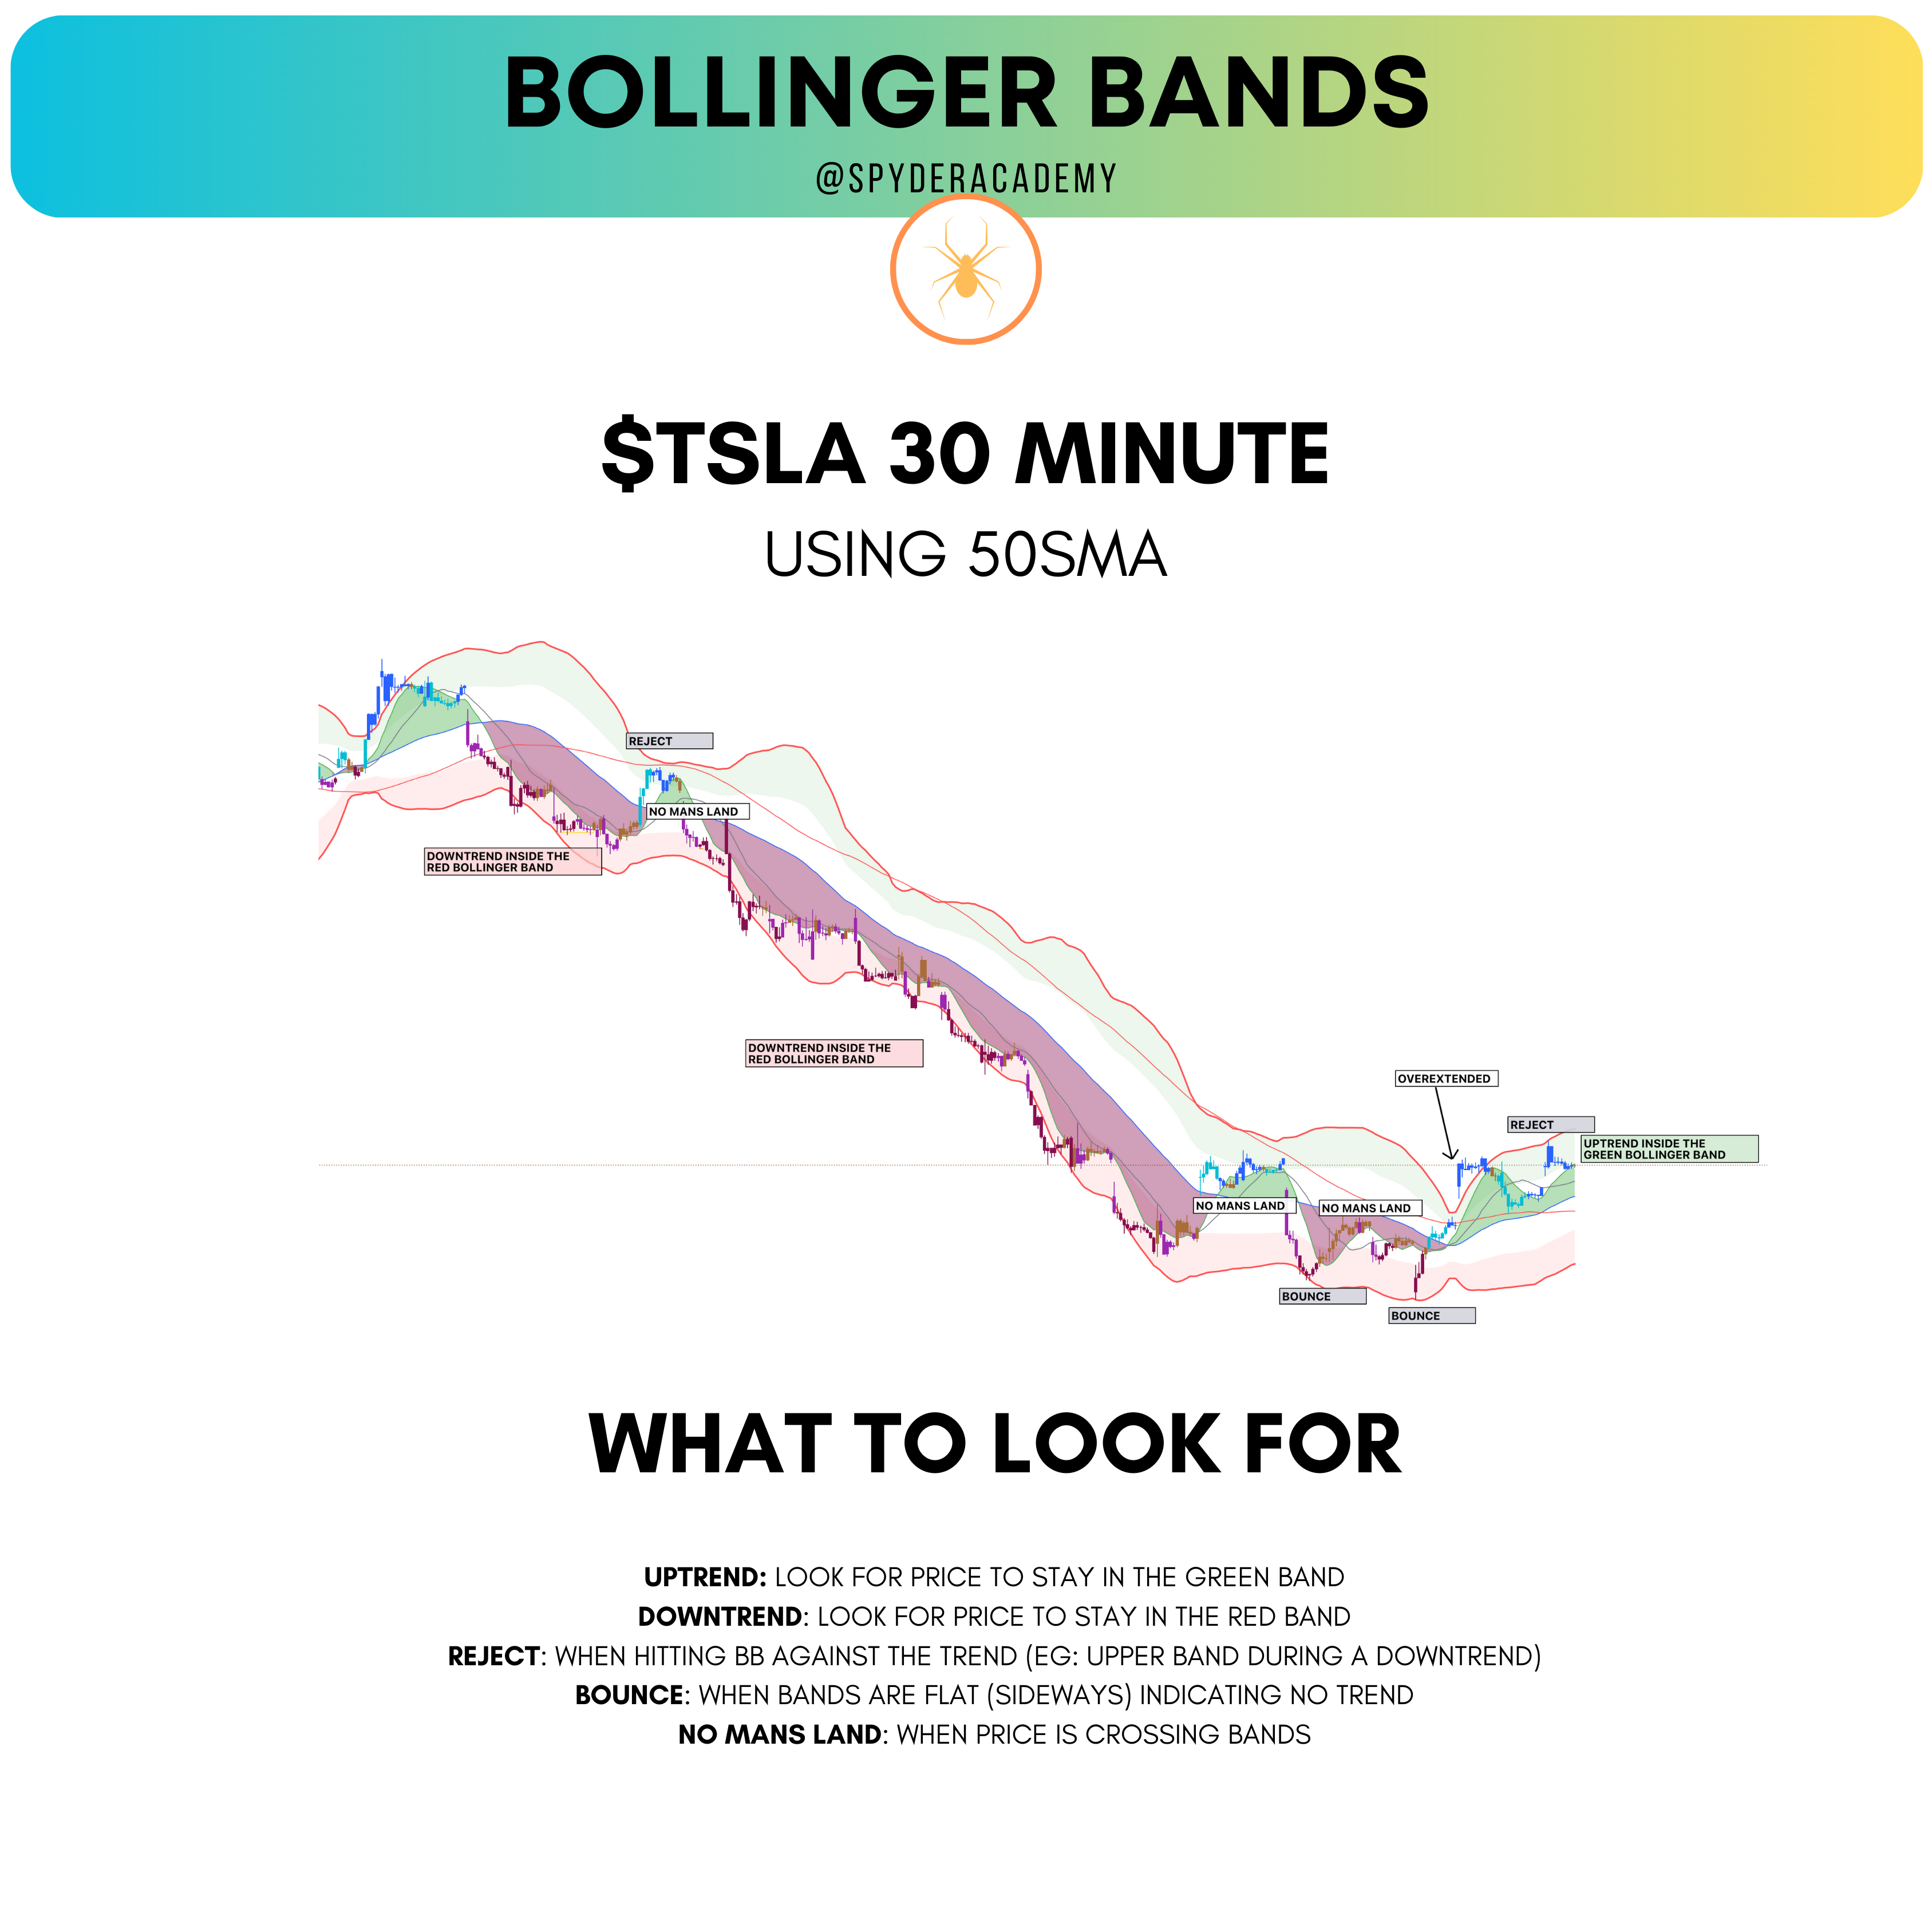 BOLLINGER BANDS
@SPYDERACADEMY
$TSLA 30 MINUTE
USING 50SMA
REJECT
NO MANS LAND
DOWNTREND INSIDE THE
RED BOLLINGER BAND
DOWNTREND INSIDE THE
RED BOLLINGER BAND
OVEREXTENDED
REJECT
UPTREND INSIDE THE
GREEN BOLLINGER BAND
NO MANS LAND
NO MANS LAND
BOUNCE
BOUNCE
WHAT TO LOOK FOR
UPTREND: LOOK FOR PRICE TO STAY IN THE GREEN BAND
DOWNTREND: LOOK FOR PRICE TO STAY IN THE RED BAND
REJECT: WHEN HITTING BB AGAINST THE TREND (EG: UPPER BAND DURING A DOWNTREND)
BOUNCE: WHEN BANDS ARE FLAT (SIDEWAYS) INDICATING NO TREND
NO MANS LAND: WHEN PRICE IS CROSSING BANDS